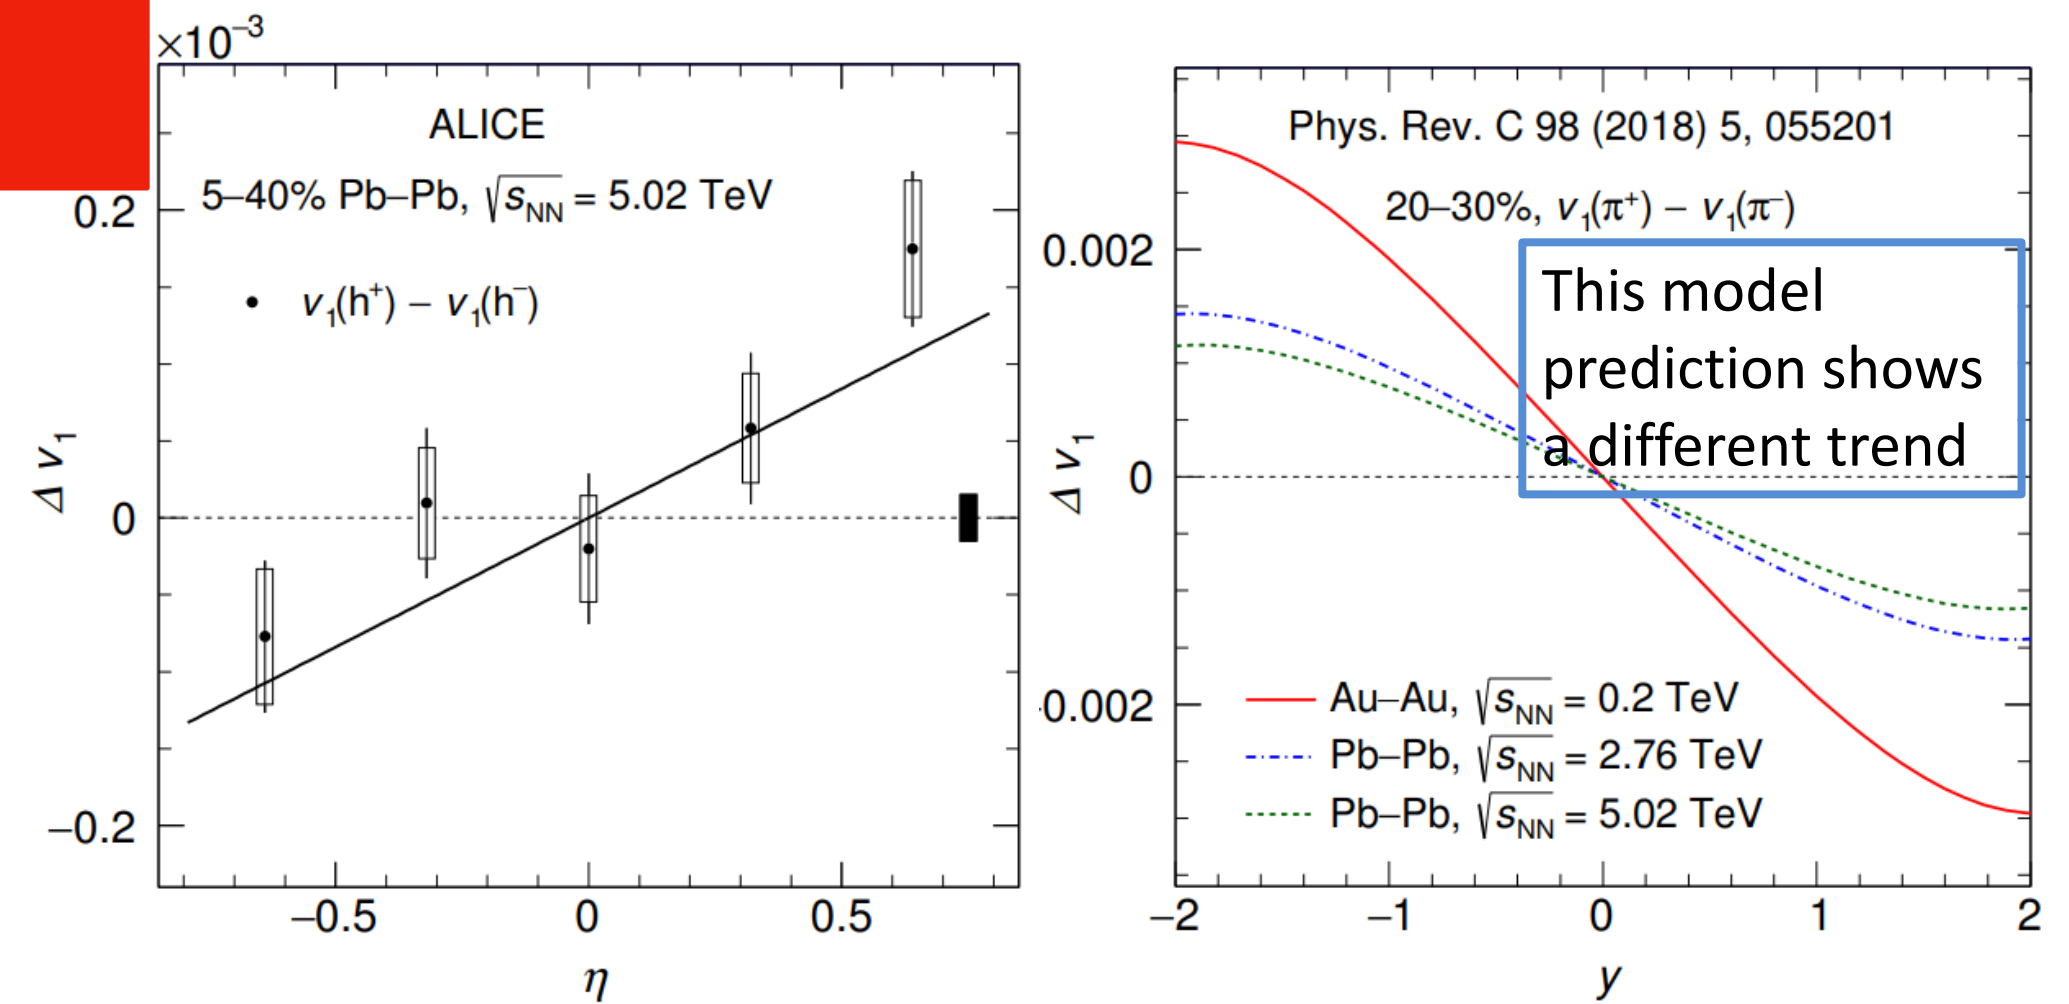 ×10⁻³
ALICE
5–40% Pb–Pb, √sNN = 5.02 TeV
v₁(h⁺) – v₁(h⁻)
0.2
0
−0.2
Δ v₁
−0.5
0
0.5
η
Phys. Rev. C 98 (2018) 5, 055201
20–30%, v₁(π⁺) – v₁(π⁻)
This model
prediction shows
a different trend
0.002
0
0.002
Δ v₁
Au–Au, √sNN = 0.2 TeV
Pb–Pb, √sNN = 2.76 TeV
Pb–Pb, √sNN = 5.02 TeV
−2
−1
0
1
2
y